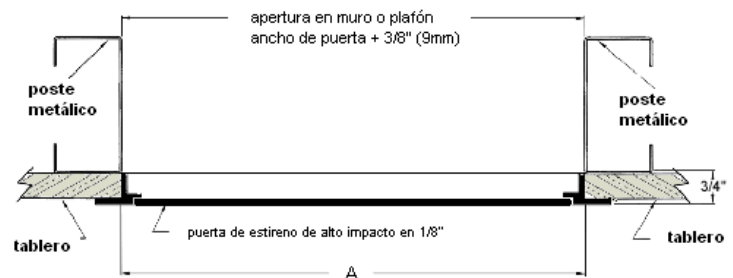 apertura en muro o plafón
ancho de puerta + 3/8" (9mm)
poste
metálico
poste
metálico
3/4"
puerta de estireno de alto impacto en 1/8"
tablero
tablero
A